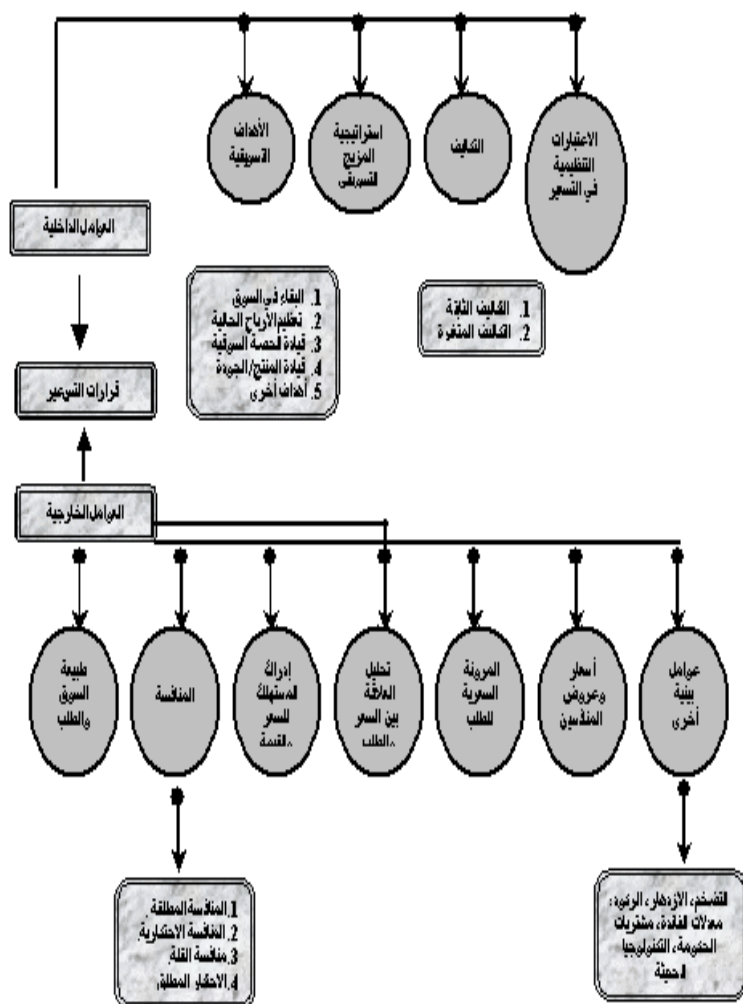 الأهداف
التسويقية
استراتيجية
المزيج
التسويقي
التكاليف
الاعتبارات
التنظيمية
في التسعير
العوامل الداخلية
1. البقاء في السوق
2. تعظيم الأرباح الحالية
3. قيادة الحصة السوقية
4. قيادة المنتج/الجودة
5. أهداف أخرى
1. التكاليف الثابتة
2. التكاليف المتغيرة
قرارات التسعير
العوامل الخارجية
طبيعة
السوق
والطلب
المنافسة
إدراك
المستهلك
للسعر
والقيمة
تحليل
العلاقة
بين السعر
والطلب
المرونة
السعرية
للطلب
أسعار
وعروض
المنافسين
عوامل
بيئية
أخرى
1. المنافسة المطلقة
2. المنافسة الاحتكارية
3. منافسة القلة
4. الاحتكار المطلق
التضخم، الازدهار، الركود،
معدلات الفائدة، مشتريات
الحكومة، التكنولوجيا
الحديثة